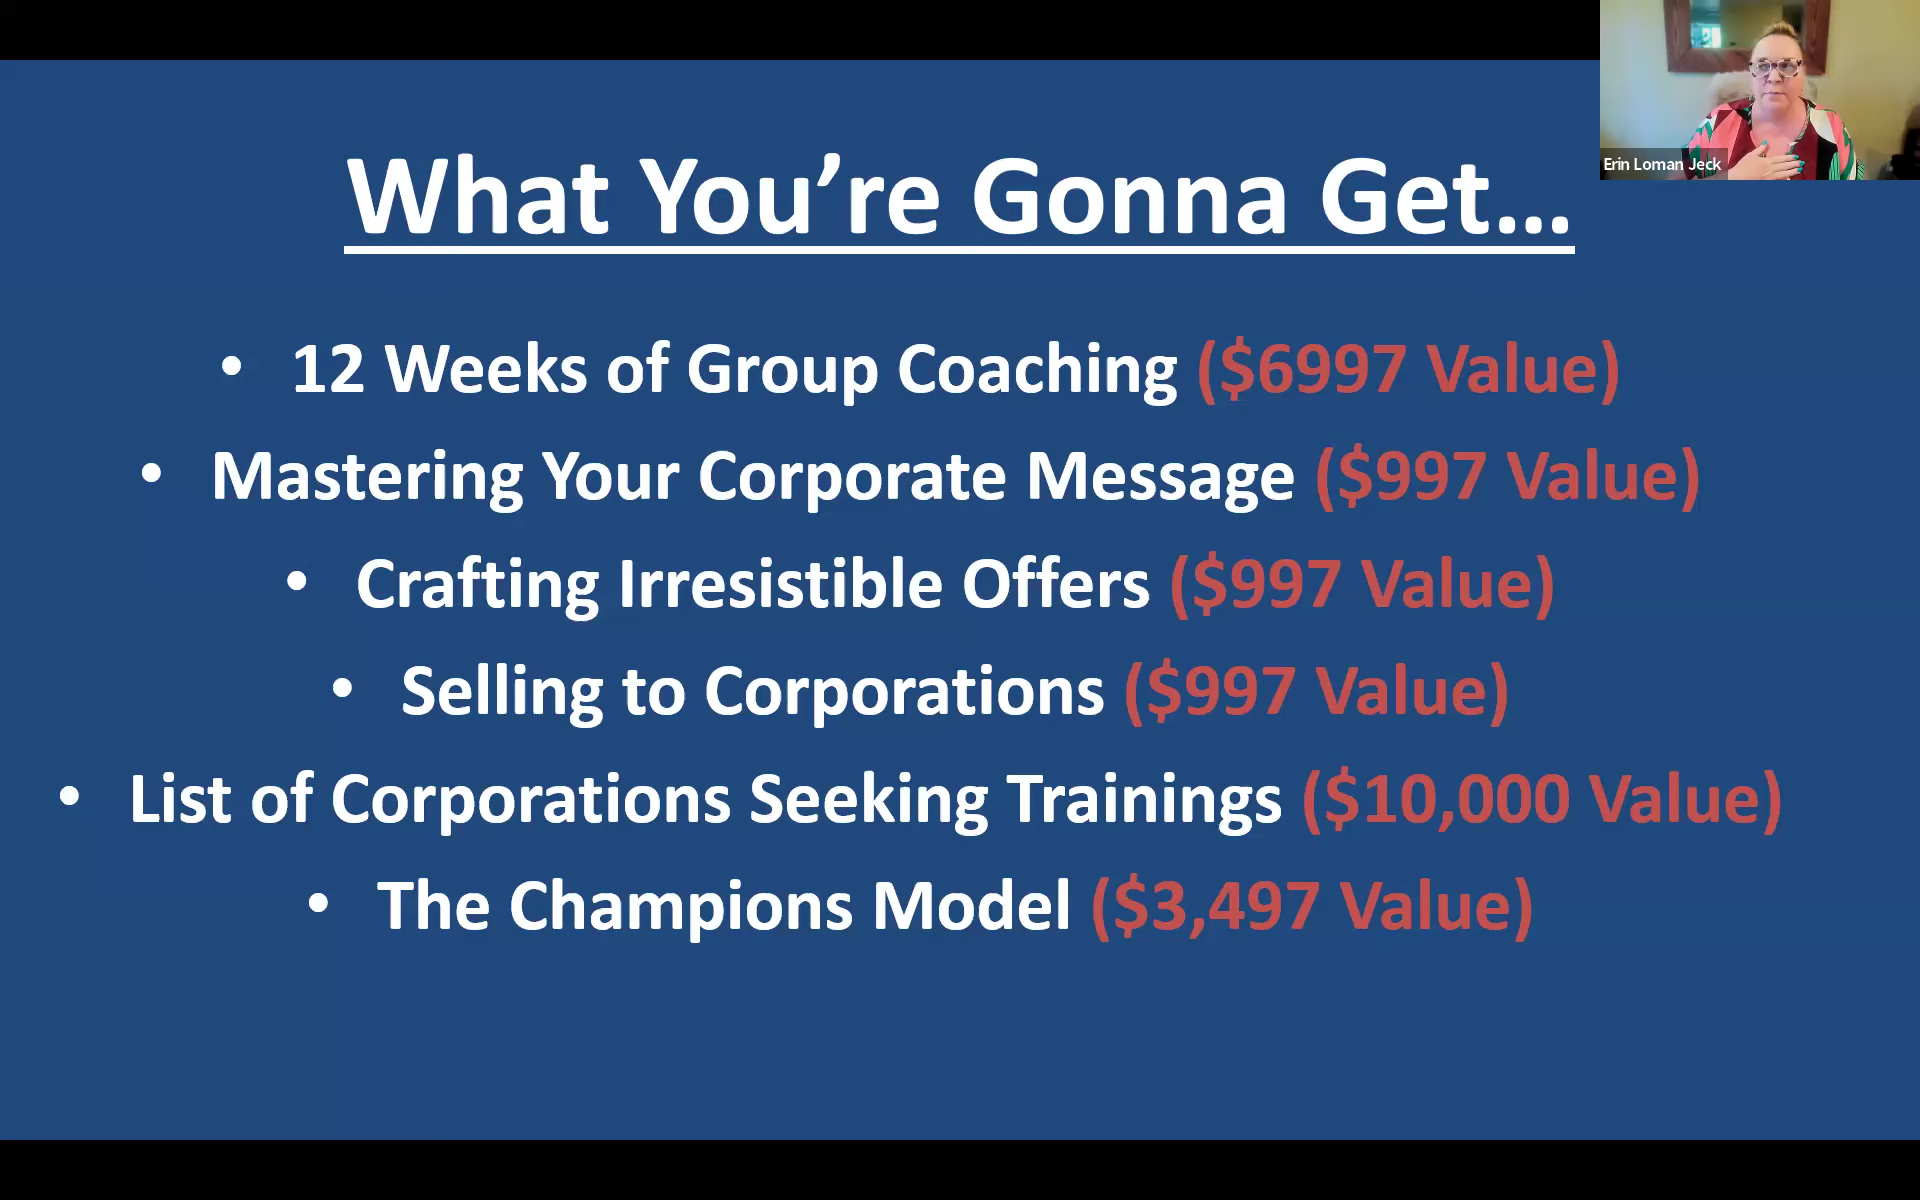 What You’re Gonna Get...
Erin Loman Jeck
• 12 Weeks of Group Coaching ($6997 Value)
• Mastering Your Corporate Message ($997 Value)
• Crafting Irresistible Offers ($997 Value)
• Selling to Corporations ($997 Value)
• List of Corporations Seeking Trainings ($10,000 Value)
• The Champions Model ($3,497 Value)